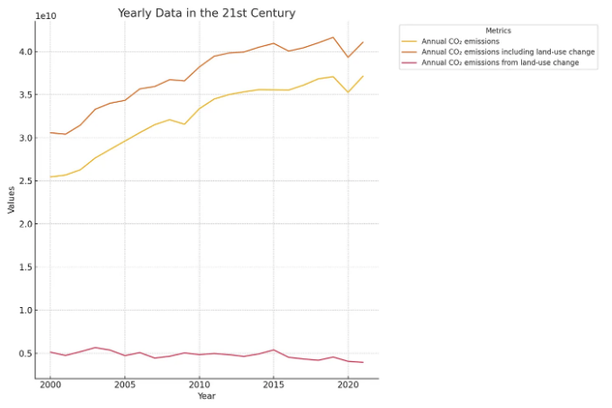 Yearly Data in the 21st Century
1e10
4.0
3.5
3.0
2.5
2.0
1.5
1.0
0.5
Values
2000
2005
2010
2015
2020
Year
Metrics
Annual CO₂ emissions
Annual CO₂ emissions including land-use change
Annual CO₂ emissions from land-use change